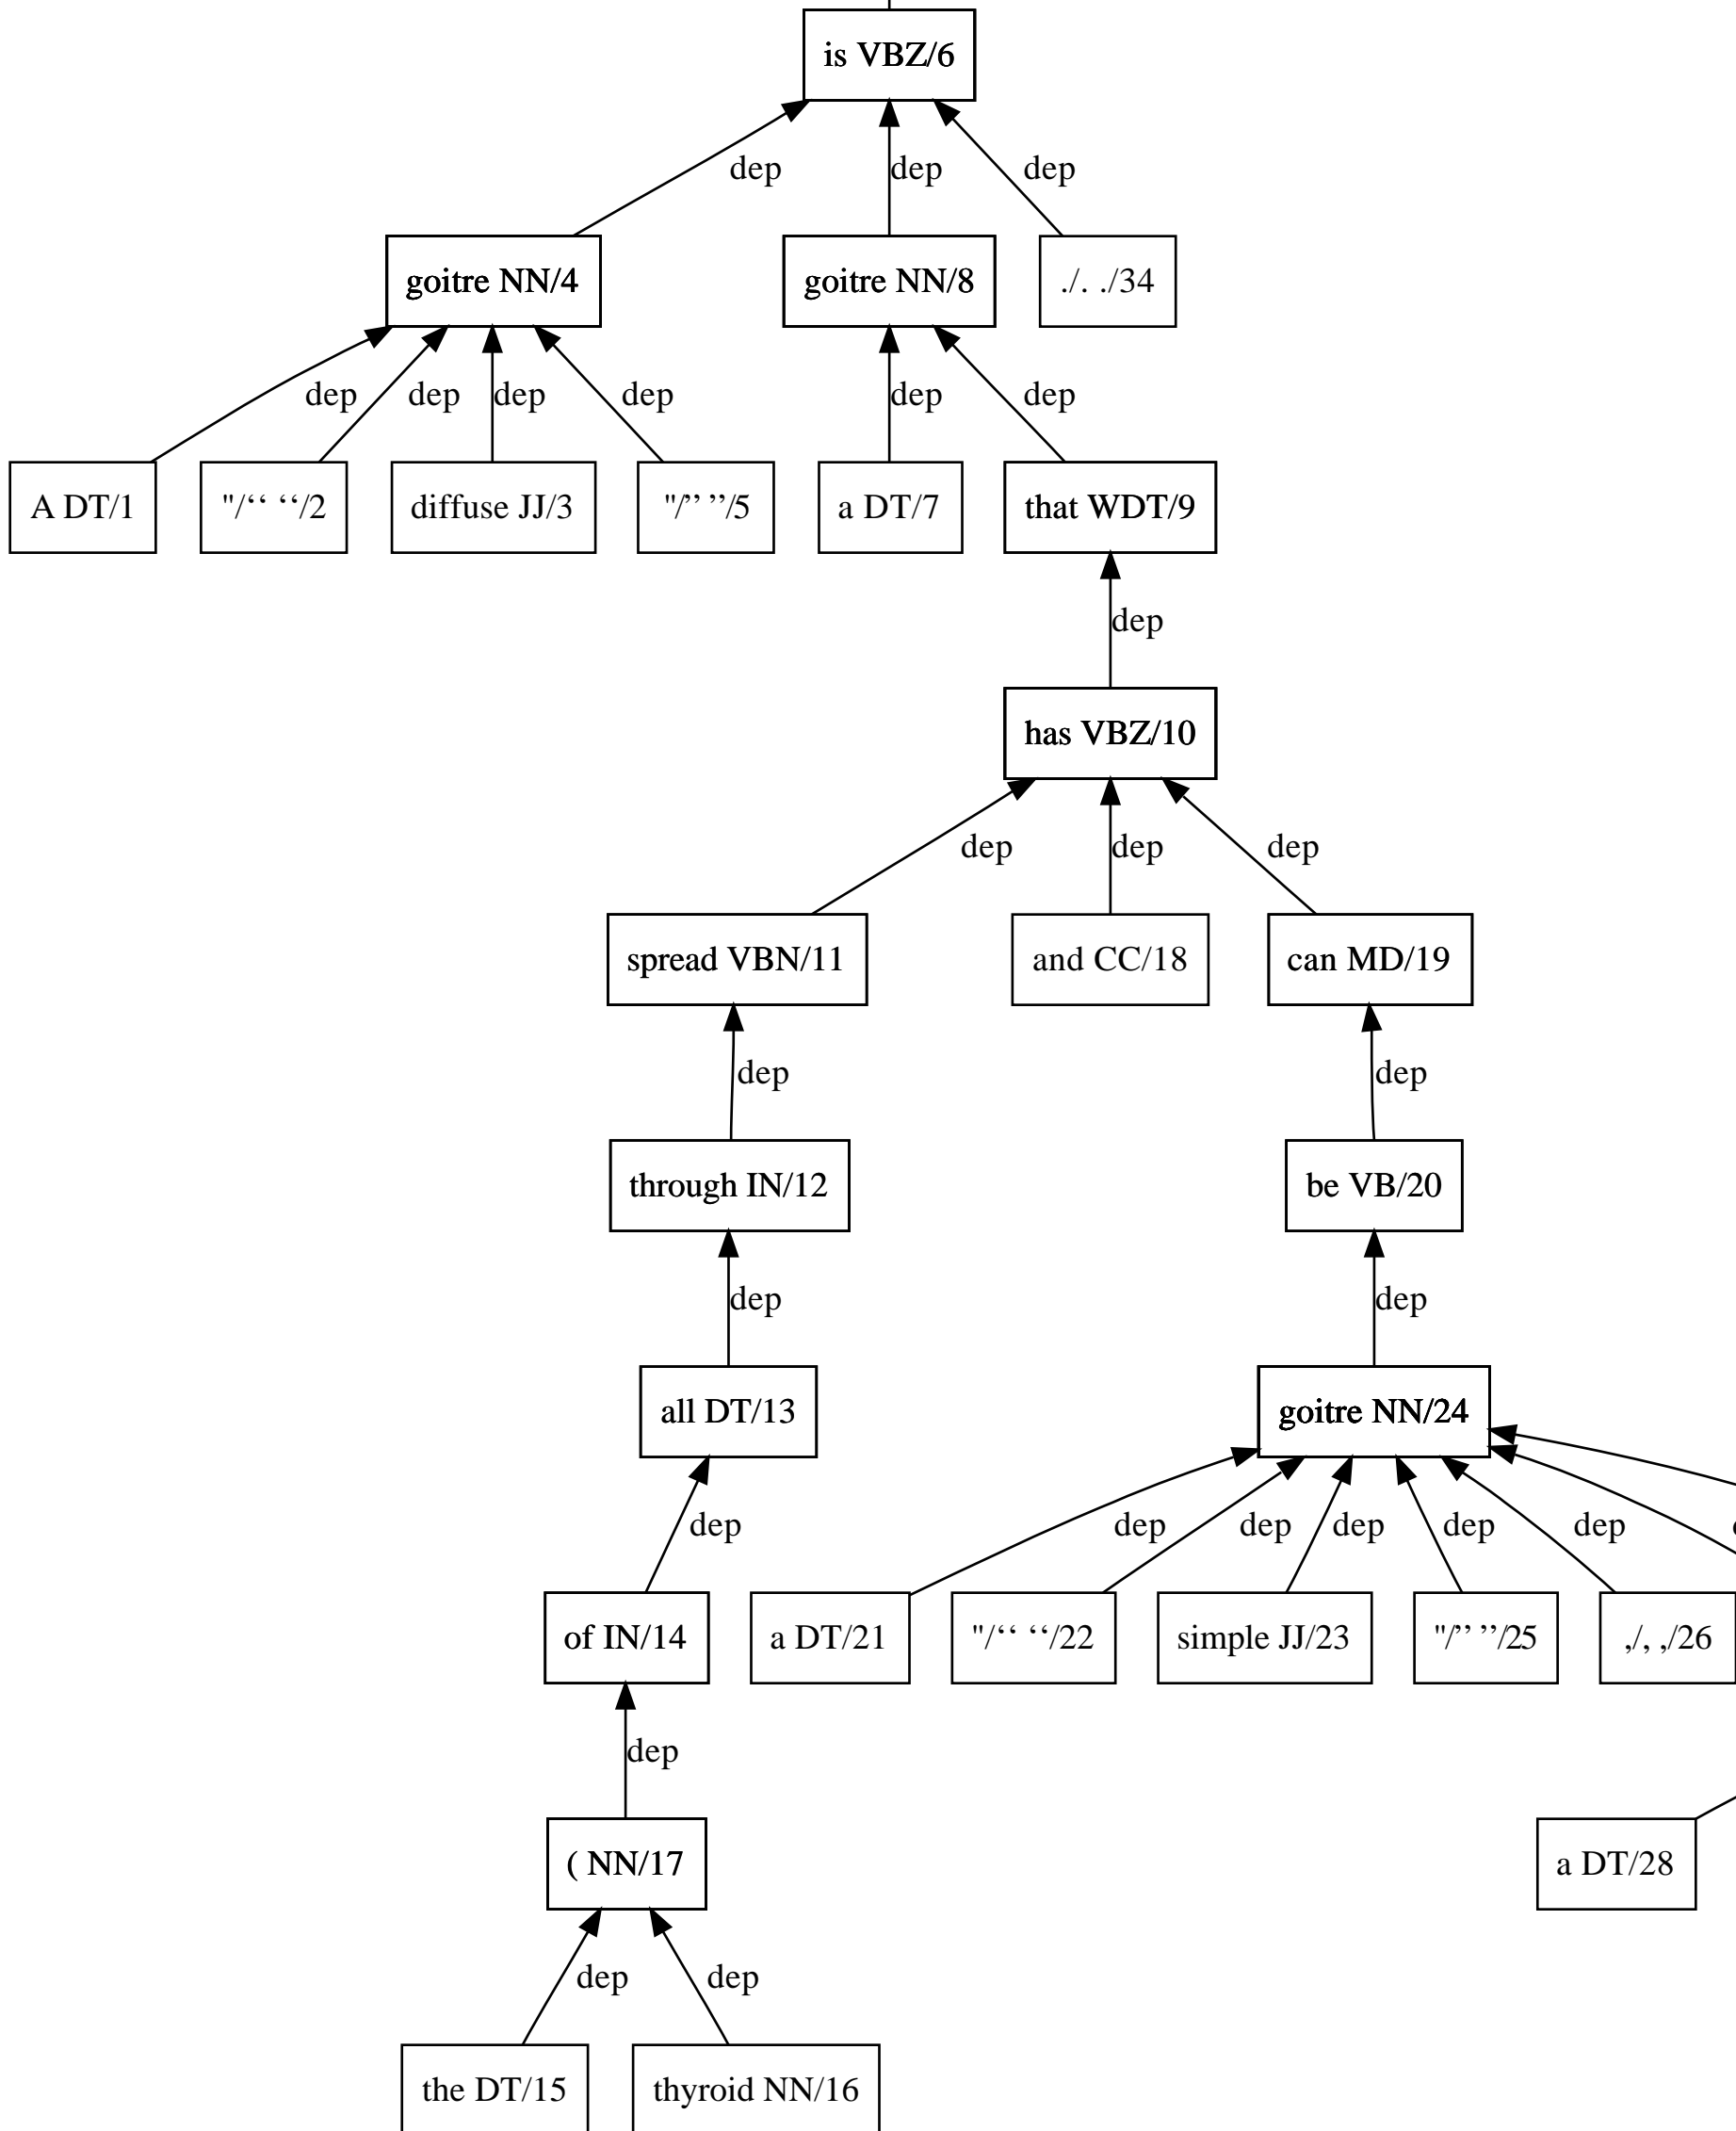 is VBZ/6
dep dep dep
goitre NN/4 goitre NN/8 ./. ./34
dep dep dep dep dep dep
A DT/1 "/‘‘ ‘‘/2 diffuse JJ/3 "/’’ ’’/5 a DT/7 that WDT/9
dep
has VBZ/10
dep dep dep
spread VBN/11 and CC/18 can MD/19
dep dep
through IN/12 be VB/20
dep dep
all DT/13 goitre NN/24
dep dep dep dep dep dep
of IN/14 a DT/21 "/‘‘ ‘‘/22 simple JJ/23 "/’’ ’’/25 ,/, ,/26
dep
( NN/17 a DT/28
dep dep
the DT/15 thyroid NN/16